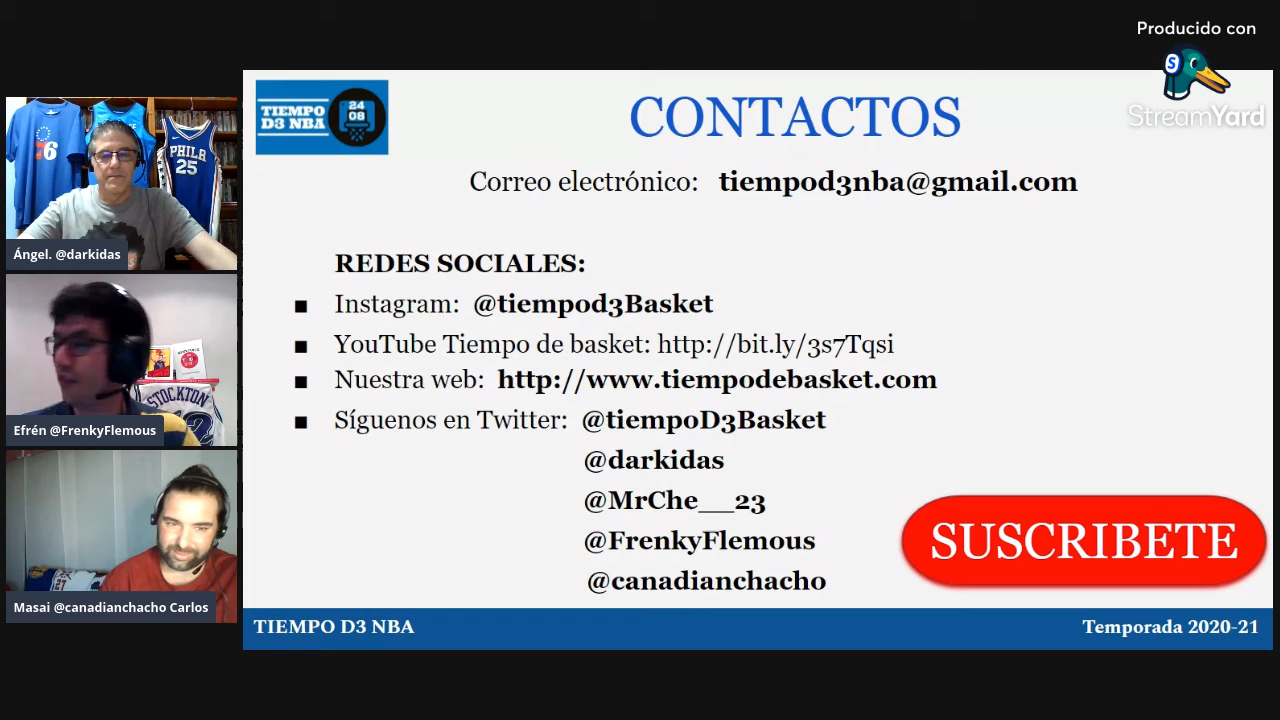 Producido con
StreamYard
TIEMPO
D3 NBA
24
08
CONTACTOS
Correo electrónico: tiempod3nba@gmail.com
REDES SOCIALES:
▪ Instagram: @tiempod3Basket
▪ YouTube Tiempo de basket: http://bit.ly/3s7Tqsi
▪ Nuestra web: http://www.tiempodebasket.com
▪ Síguenos en Twitter: @tiempoD3Basket
@darkidas
@MrChe__23
@FrenkyFlemous
@canadianchacho
SUSCRIBETE
TIEMPO D3 NBA
Temporada 2020-21
76
PHILA
25
Ángel. @darkidas
STOCKTON
12
Efrén @FrenkyFlemous
27
Masai @canadianchacho Carlos